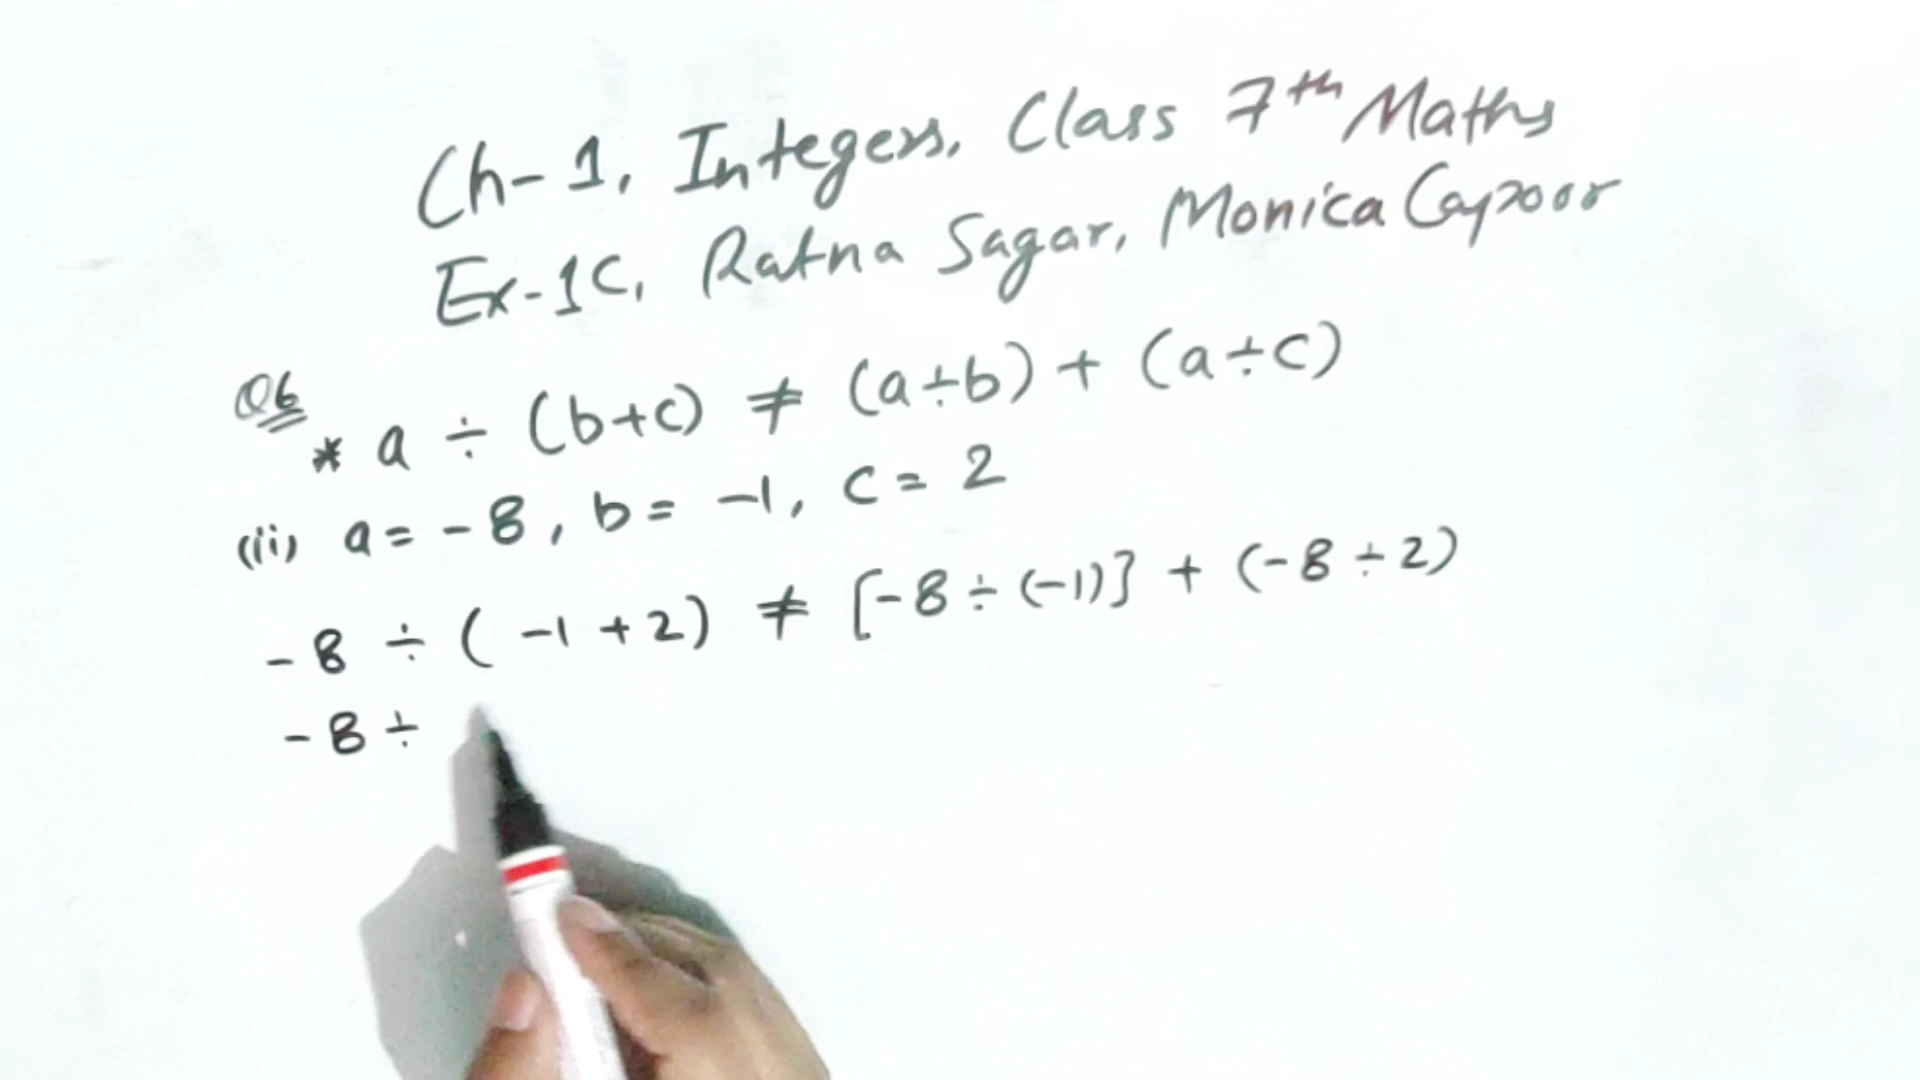 Ch-1, Integers, Class 7th Maths
Ex-1C, Ratna Sagar, Monica Capoor
Q6
* a ÷ (b+c) ≠ (a÷b) + (a÷c)
(ii) a = -8, b = -1, c = 2
-8 ÷ ( -1 + 2) ≠ [-8 ÷ (-1)] + (-8 ÷ 2)
-8 ÷